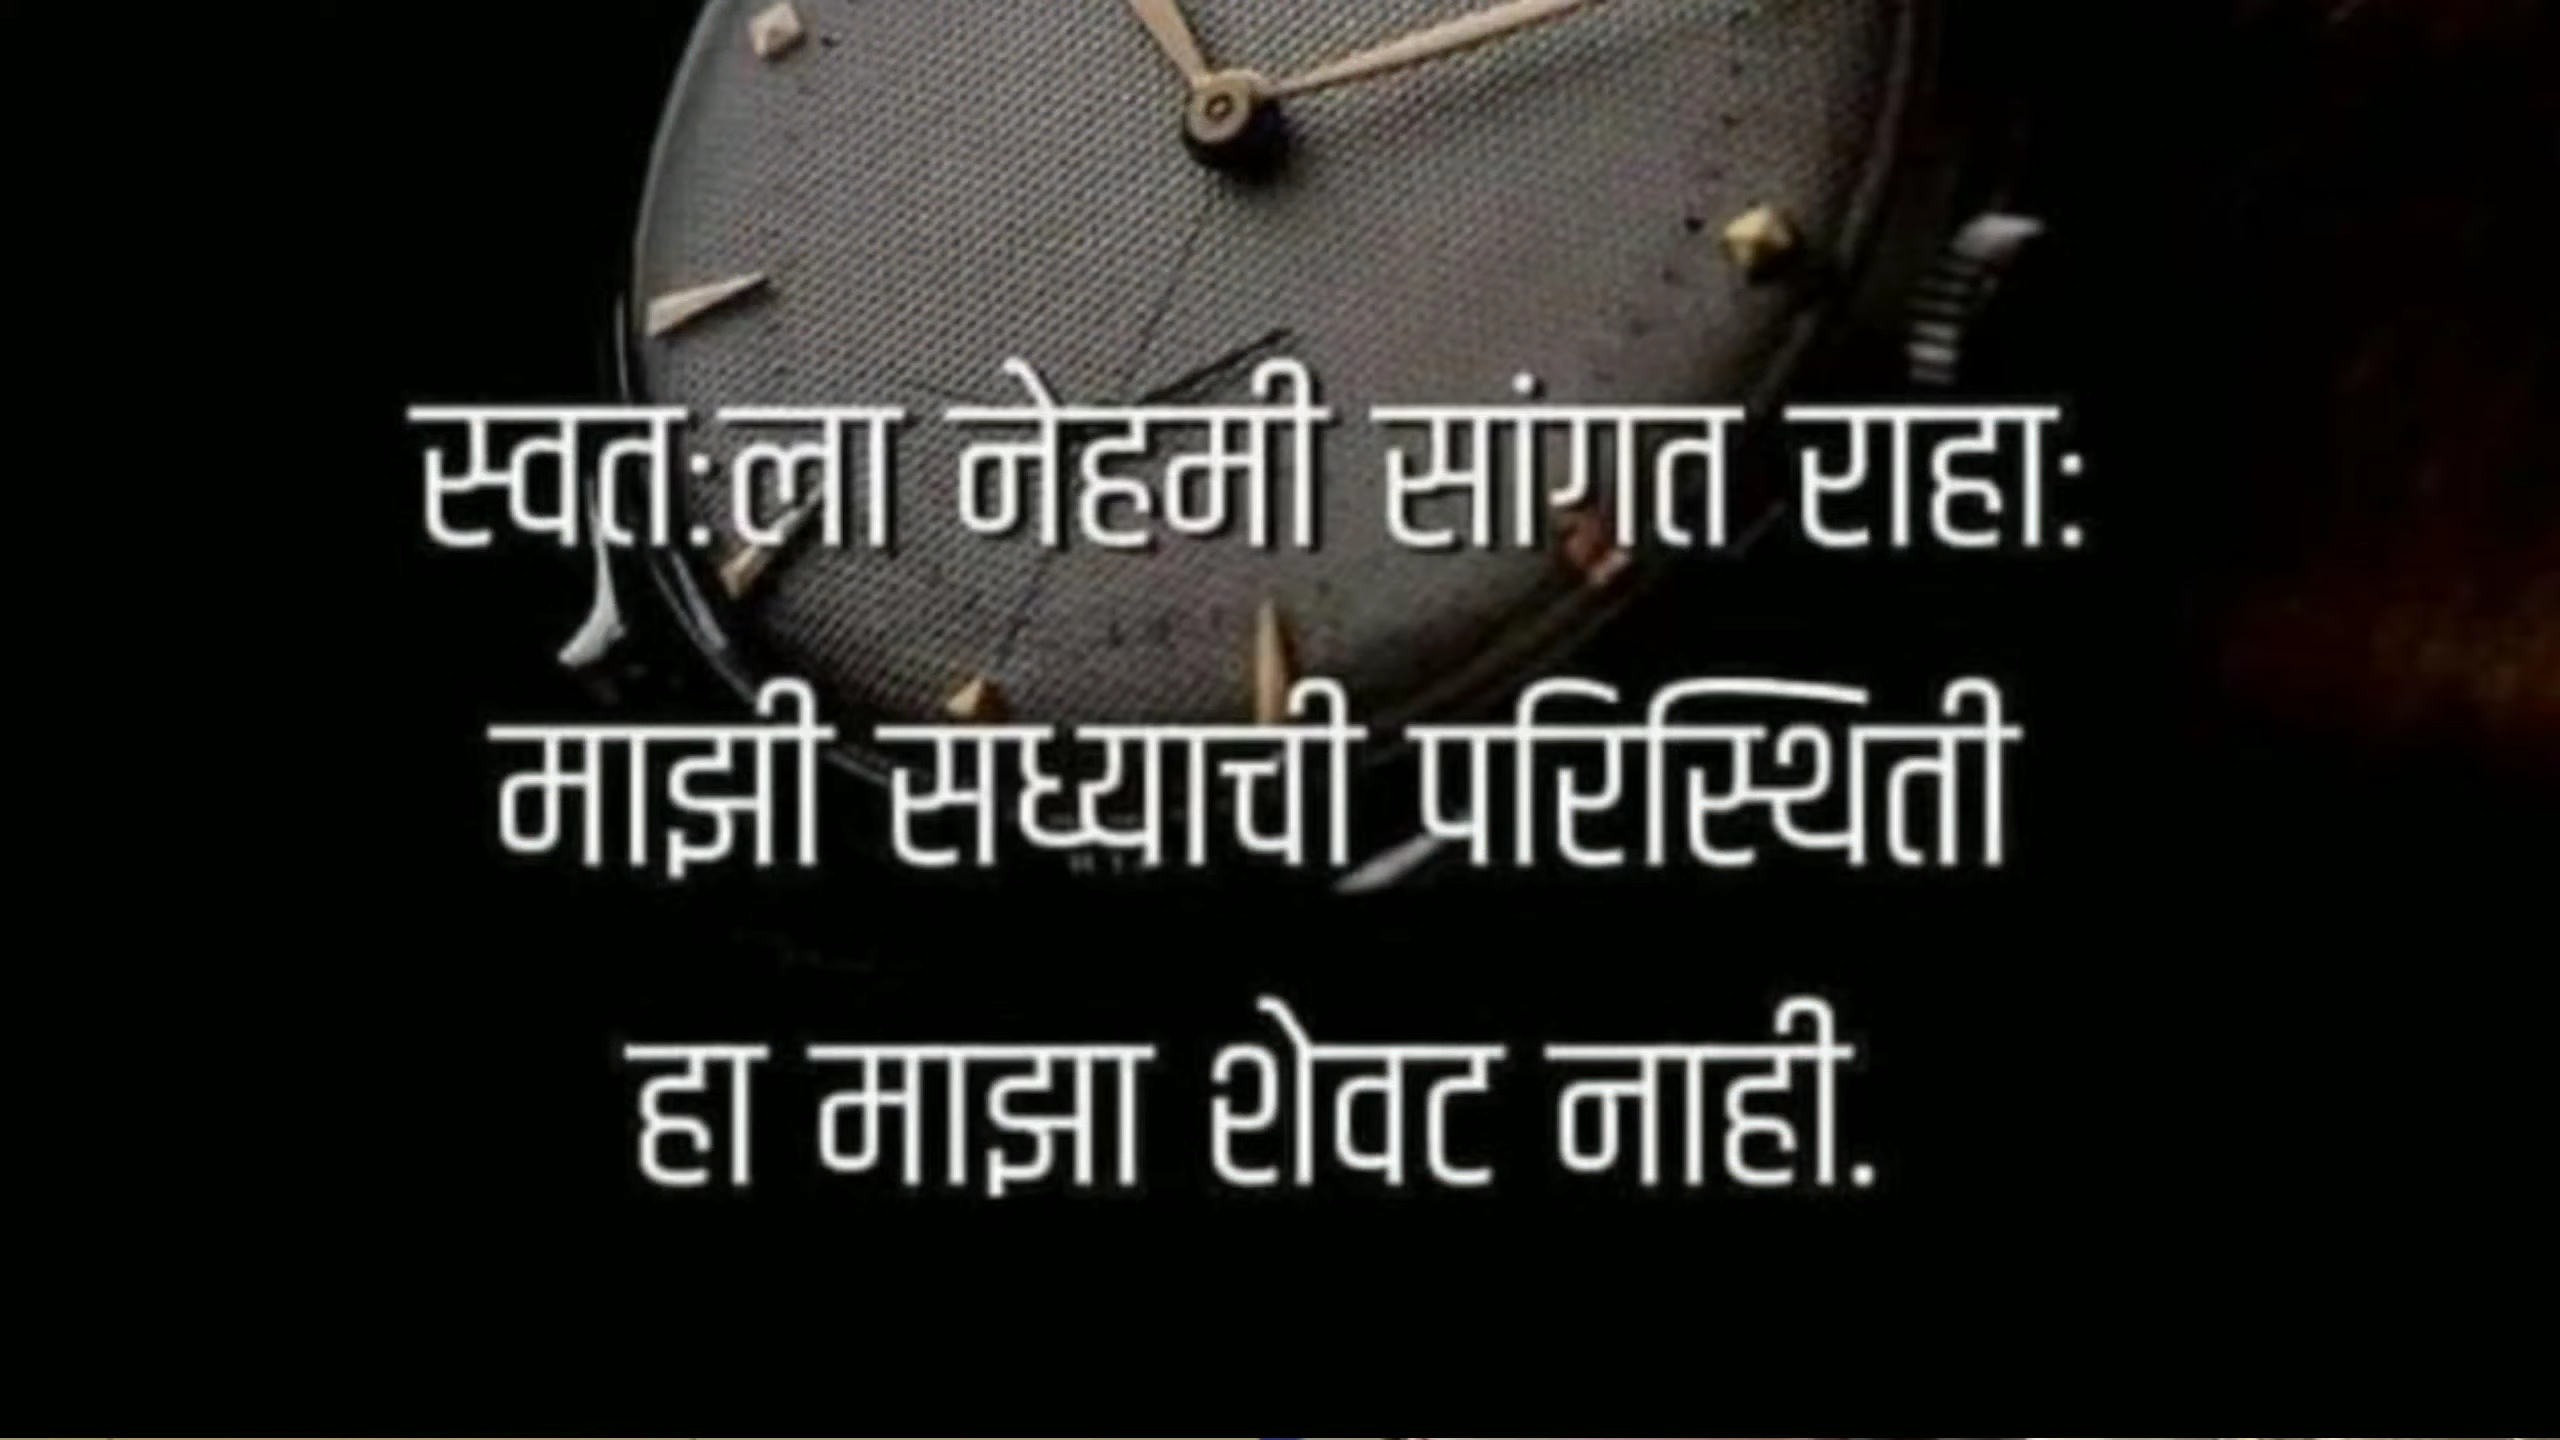 स्वत:ला नेहमी सांगत राहा:
माझी सध्याची परिस्थिती
हा माझा शेवट नाही.